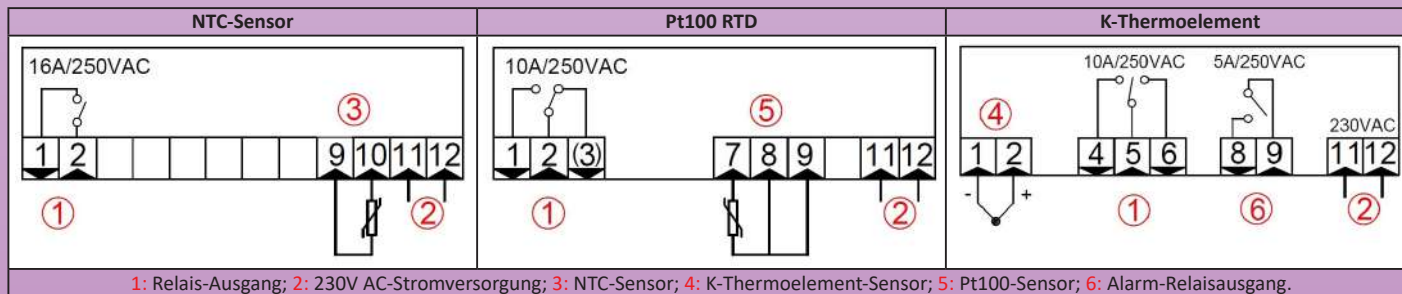 NTC-Sensor
16A/250VAC
③
1 2 9 10 11 12
① ②
Pt100 RTD
10A/250VAC
⑤
1 2 (3) 7 8 9 11 12
① ②
K-Thermoelement
10A/250VAC 5A/250VAC
④ 230VAC
1 2 4 5 6 8 9 11 12
- +
① ⑥ ②
1: Relais-Ausgang; 2: 230V AC-Stromversorgung; 3: NTC-Sensor; 4: K-Thermoelement-Sensor; 5: Pt100-Sensor; 6: Alarm-Relaisausgang.